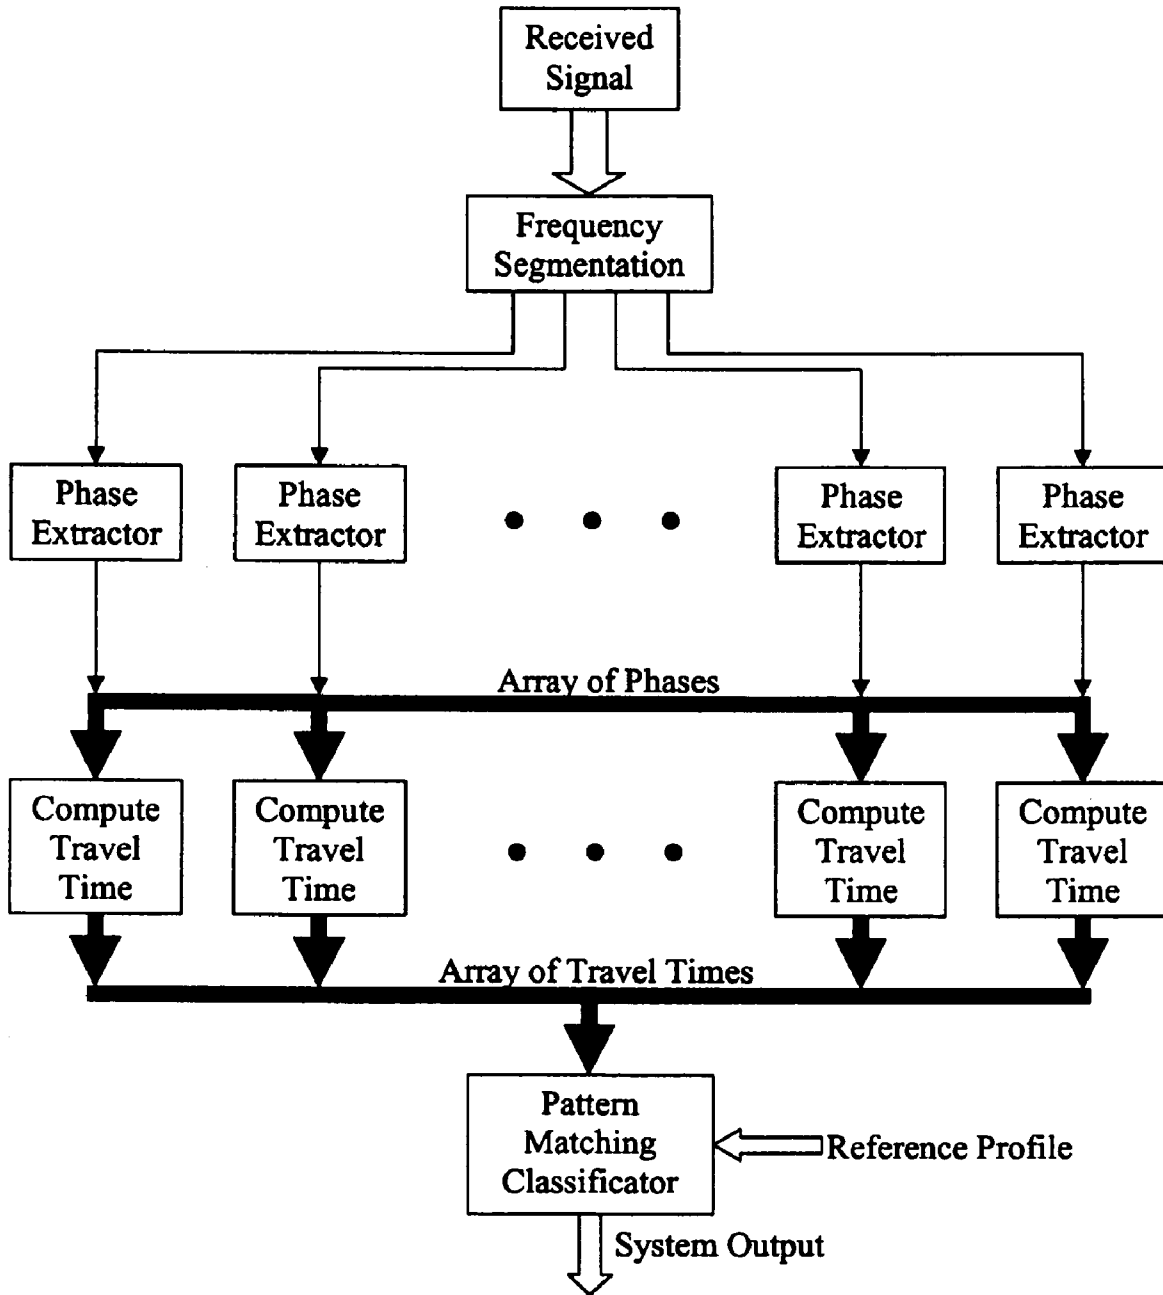 Received
Signal
Frequency
Segmentation
Phase
Extractor
Phase
Extractor
Phase
Extractor
Phase
Extractor
Array of Phases
Compute
Travel
Time
Compute
Travel
Time
Compute
Travel
Time
Compute
Travel
Time
Array of Travel Times
Pattern
Matching
Classificator
Reference Profile
System Output